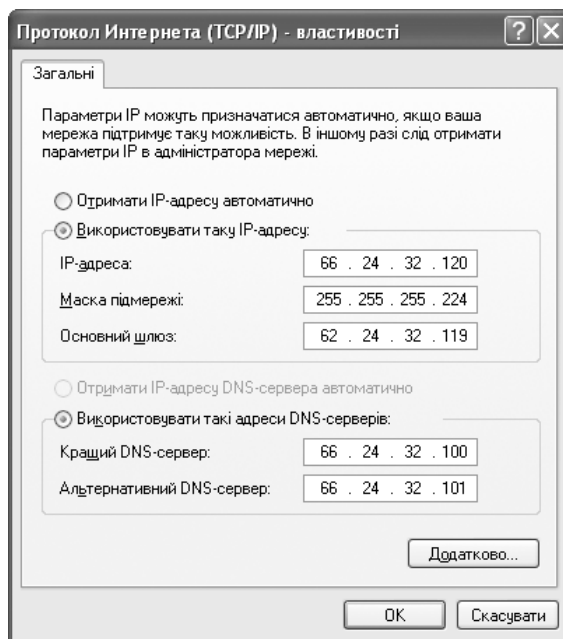 Протокол Интернета (TCP/IP) - властивості
Загальні
Параметри IP можуть призначатися автоматично, якщо ваша
мережа підтримує таку можливість. В іншому разі слід отримати
параметри IP в адміністратора мережі.
Отримати IP-адресу автоматично
Використовувати таку IP-адресу:
IP-адреса: 66 . 24 . 32 . 120
Маска підмережі: 255 . 255 . 255 . 224
Основний шлюз: 62 . 24 . 32 . 119
Отримати IP-адресу DNS-сервера автоматично
Використовувати такі адреси DNS-серверів:
Кращий DNS-сервер: 66 . 24 . 32 . 100
Альтернативний DNS-сервер: 66 . 24 . 32 . 101
Додатково...
OK Скасувати